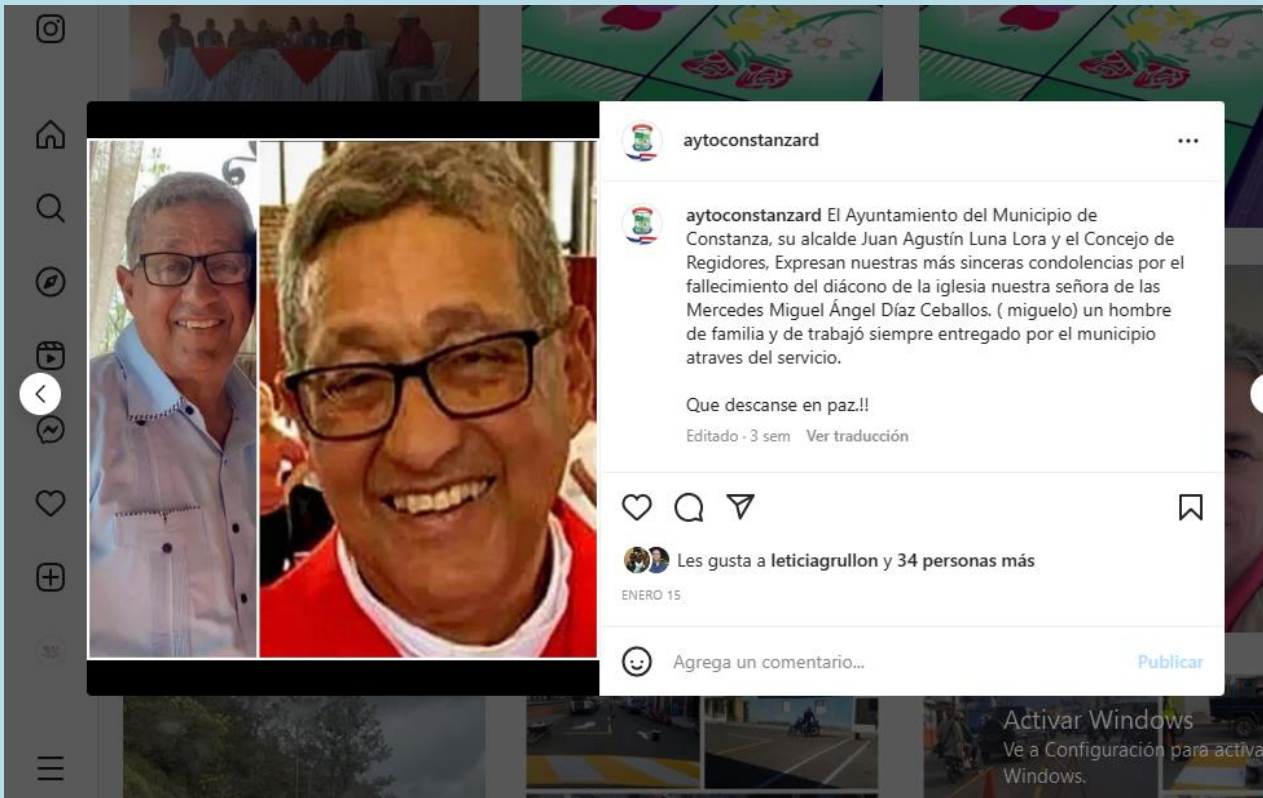 aytoconstanzard
aytoconstanzard El Ayuntamiento del Municipio de
Constanza, su alcalde Juan Agustín Luna Lora y el Concejo de
Regidores, Expresan nuestras más sinceras condolencias por el
fallecimiento del diácono de la iglesia nuestra señora de las
Mercedes Miguel Ángel Díaz Ceballos. ( miguelo) un hombre
de familia y de trabajó siempre entregado por el municipio
atraves del servicio.
Que descanse en paz.!!
Editado · 3 sem Ver traducción
Les gusta a leticiagrullon y 34 personas más
ENERO 15
Agrega un comentario... Publicar
Activar Windows
Ve a Configuración para activa
Windows.